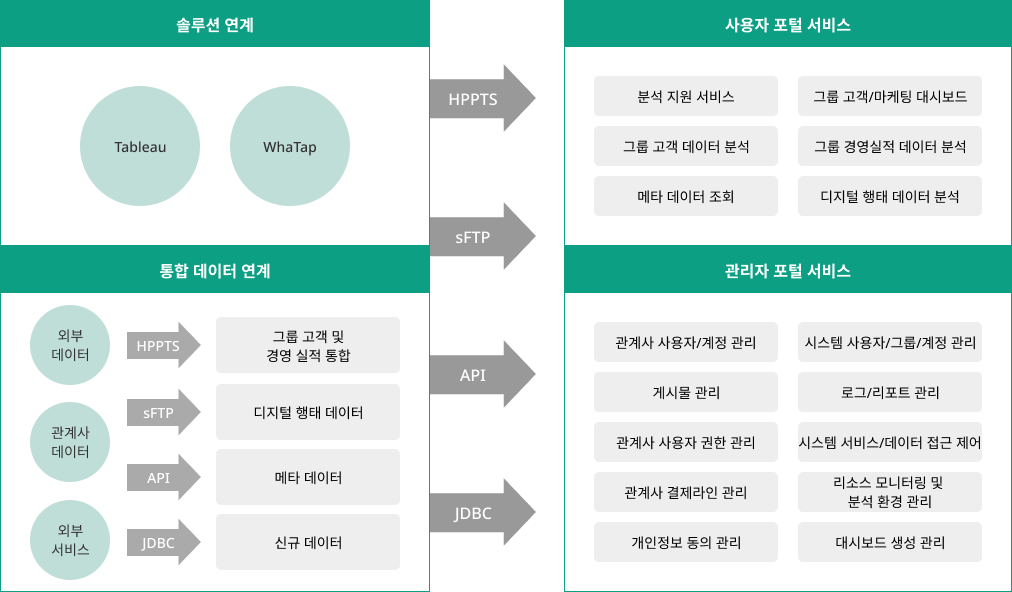 솔루션 연계
Tableau
WhaTap
통합 데이터 연계
외부
데이터
관계사
데이터
외부
서비스
HPPTS
sFTP
API
JDBC
그룹 고객 및
경영 실적 통합
디지털 행태 데이터
메타 데이터
신규 데이터
HPPTS
sFTP
API
JDBC
사용자 포털 서비스
분석 지원 서비스
그룹 고객/마케팅 대시보드
그룹 고객 데이터 분석
그룹 경영실적 데이터 분석
메타 데이터 조회
디지털 행태 데이터 분석
관리자 포털 서비스
관계사 사용자/계정 관리
시스템 사용자/그룹/계정 관리
게시물 관리
로그/리포트 관리
관계사 사용자 권한 관리
시스템 서비스/데이터 접근 제어
관계사 결제라인 관리
리소스 모니터링 및
분석 환경 관리
개인정보 동의 관리
대시보드 생성 관리